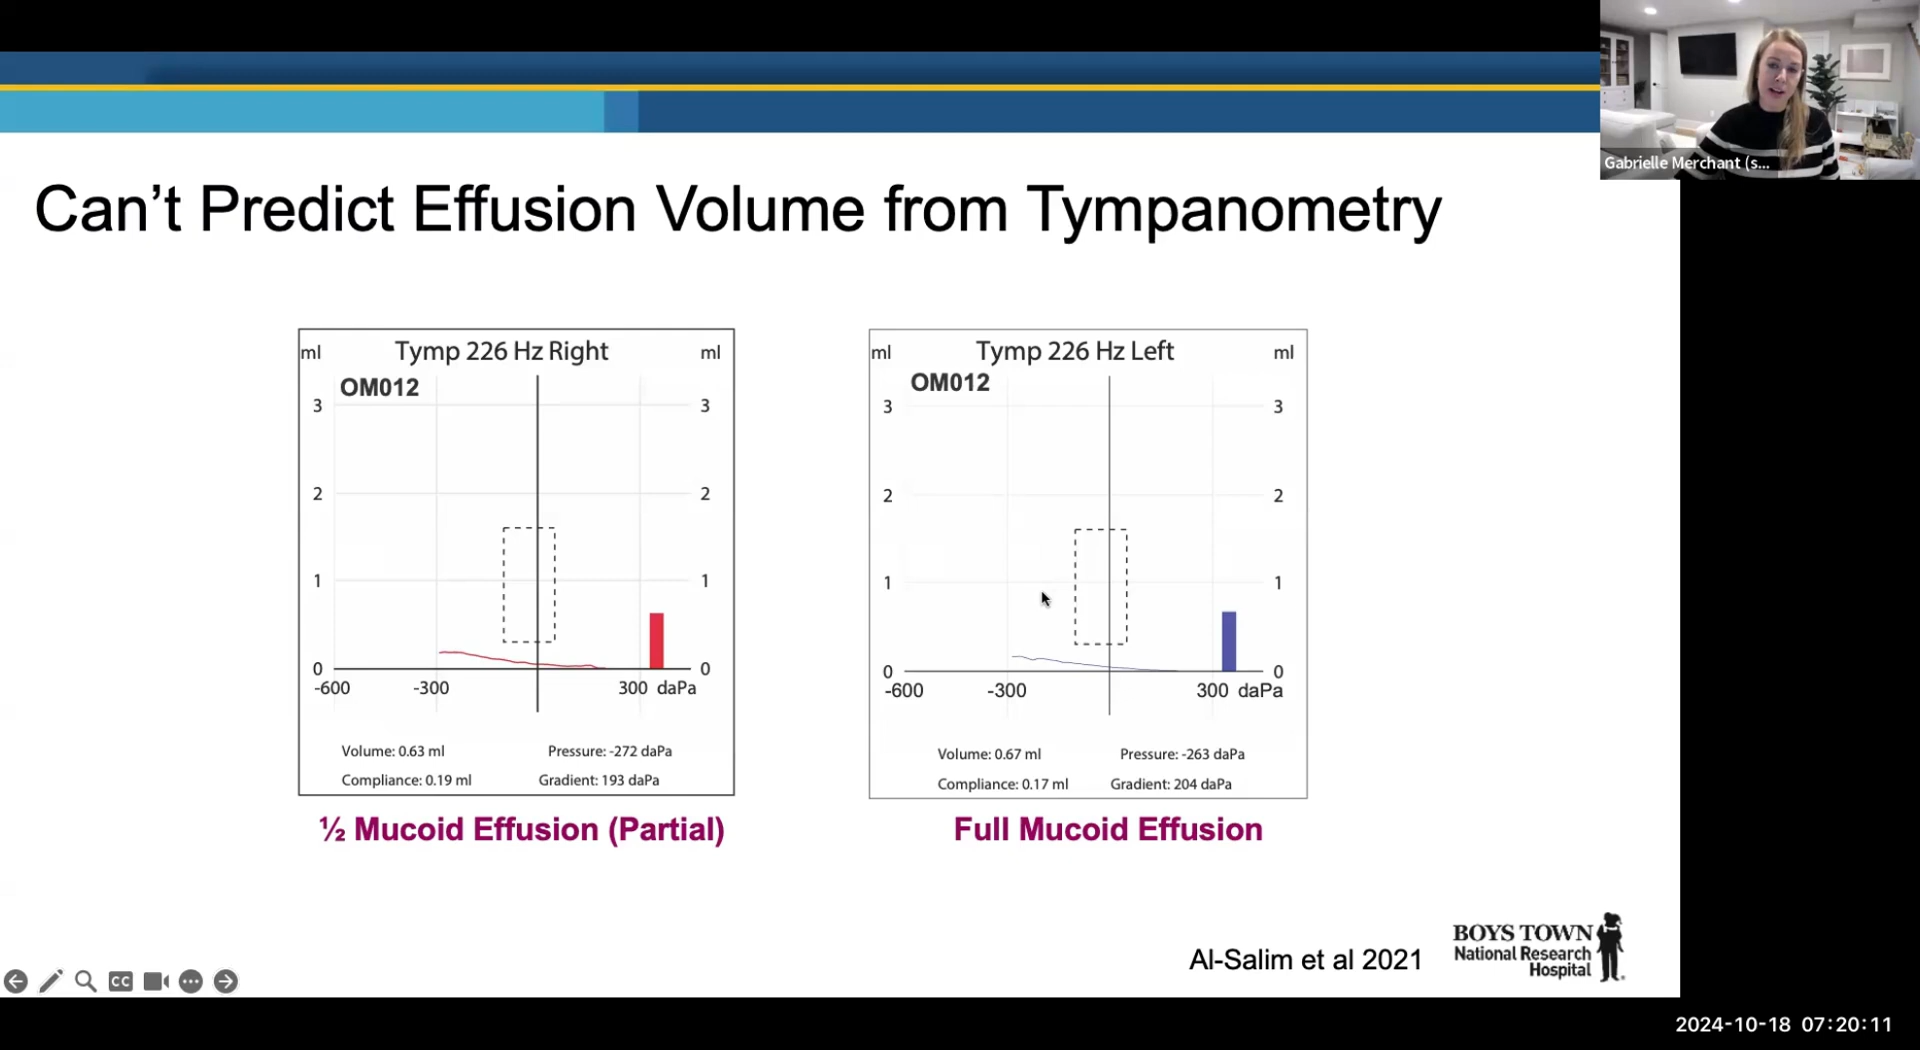 Gabrielle Merchant (s...
Can't Predict Effusion Volume from Tympanometry
ml Tymp 226 Hz Right ml
OM012
3 3
2 2
1 1
0 0
-600 -300 300 daPa
Volume: 0.63 ml Pressure: -272 daPa
Compliance: 0.19 ml Gradient: 193 daPa
½ Mucoid Effusion (Partial)
ml Tymp 226 Hz Left ml
OM012
3 3
2 2
1 1
0 0
-600 -300 300 daPa
Volume: 0.67 ml Pressure: -263 daPa
Compliance: 0.17 ml Gradient: 204 daPa
Full Mucoid Effusion
Al-Salim et al 2021
BOYS TOWN
National Research
Hospital
CC
2024-10-18 07:20:11